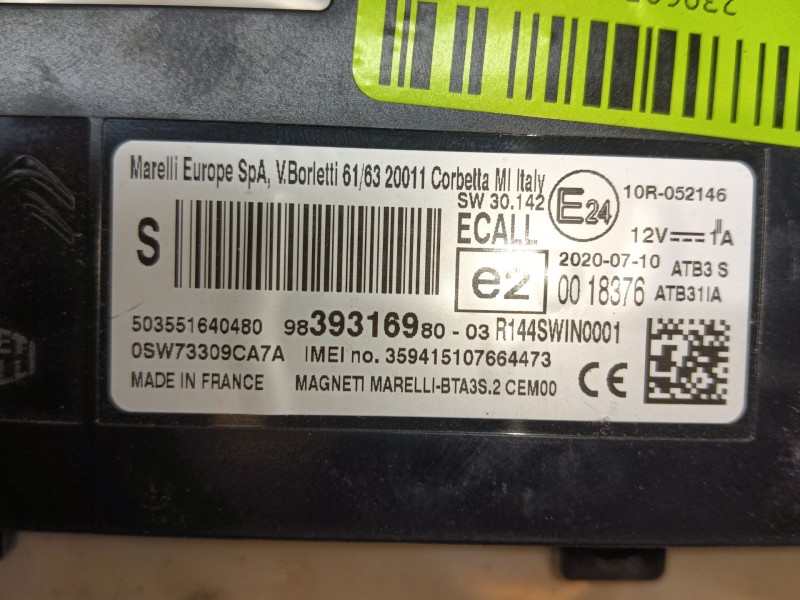 Marelli Europe SpA, V.Borletti 61/63 20011 Corbetta MI Italy
SW 30.142
ECALL
E24
10R-052146
12V⎓1A
S
e2
2020-07-10 ATB3 S
00 18376 ATB31IA
503551640480 9839316980-03 R144SWIN0001
0SW73309CA7A IMEI no. 359415107664473
MADE IN FRANCE MAGNETI MARELLI-BTA3S.2 CEM00 CE